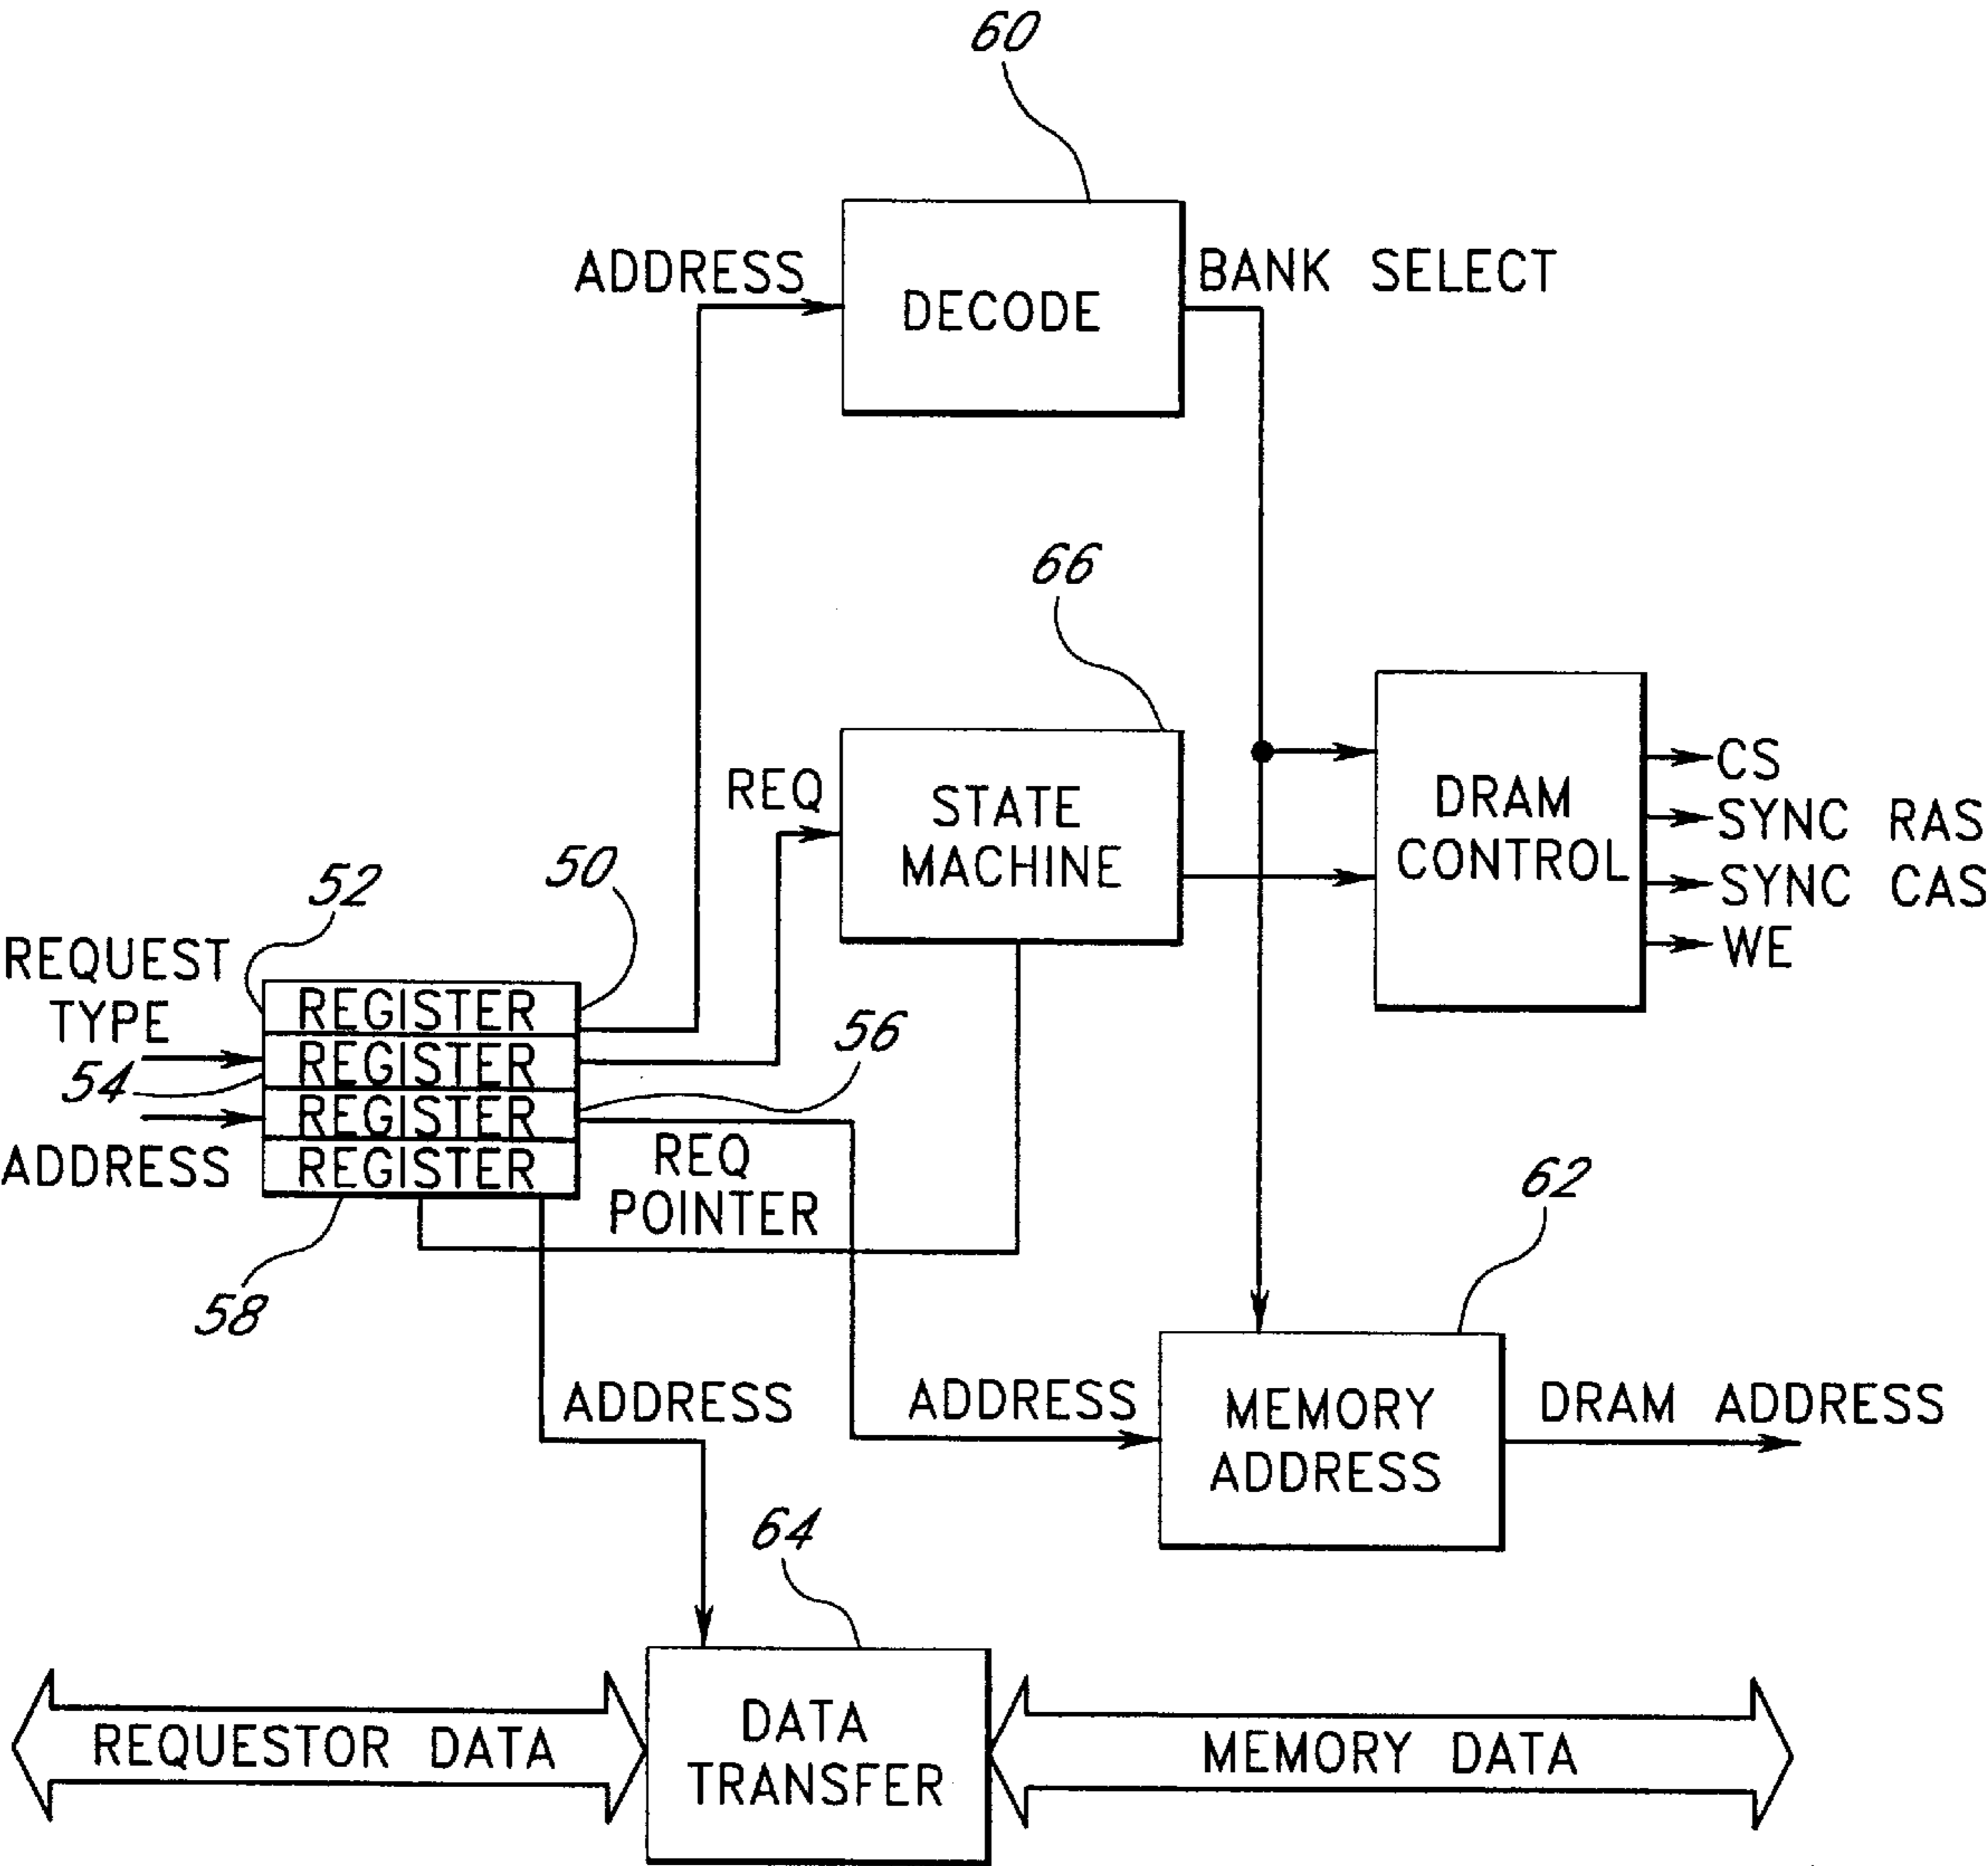 60
ADDRESS
DECODE
BANK SELECT
66
REQ
STATE
MACHINE
DRAM
CONTROL
CS
SYNC RAS
SYNC CAS
WE
52
50
REQUEST
TYPE
54
ADDRESS
REGISTER
REGISTER
REGISTER
REGISTER
56
58
REQ
POINTER
62
ADDRESS
ADDRESS
MEMORY
ADDRESS
DRAM ADDRESS
64
REQUESTOR DATA
DATA
TRANSFER
MEMORY DATA